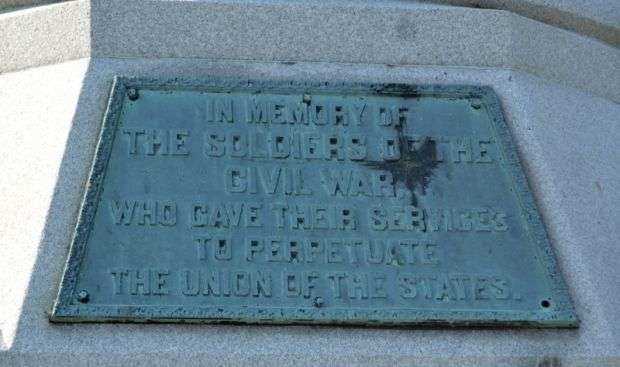 IN MEMORY OF
THE SOLDIERS OF THE
CIVIL WAR,
WHO GAVE THEIR SERVICES
TO PERPETUATE
THE UNION OF THE STATES.